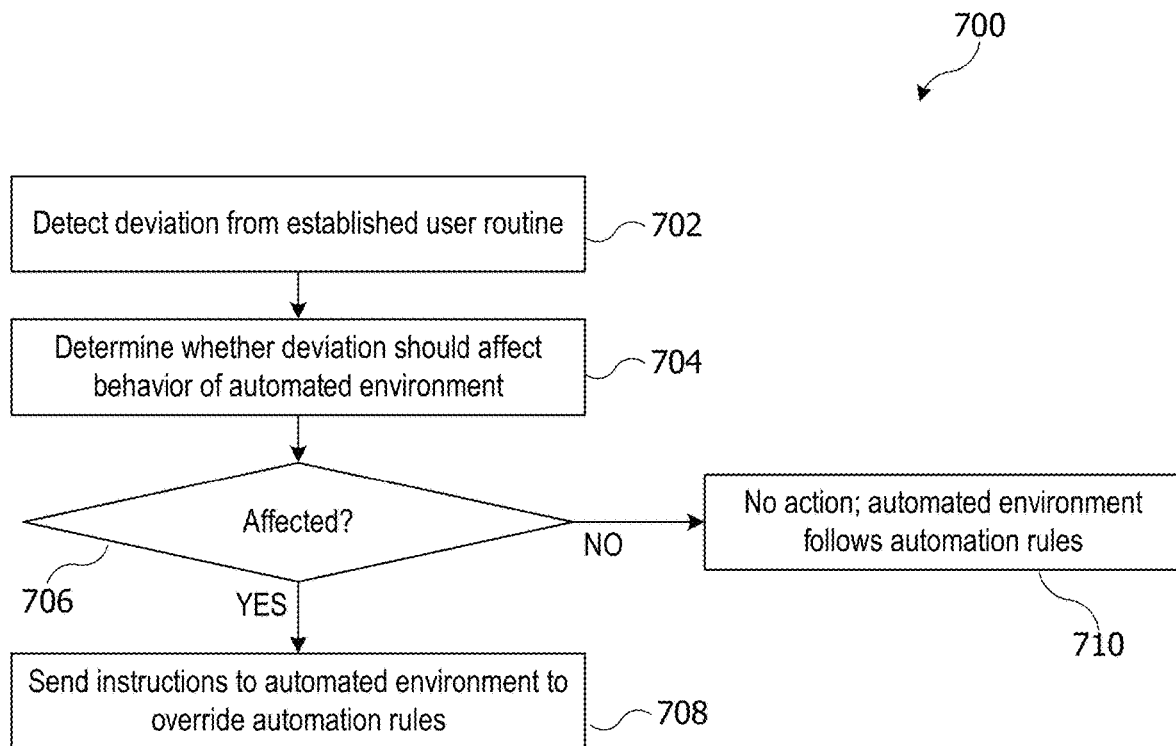 700
Detect deviation from established user routine
702
Determine whether deviation should affect
behavior of automated environment
704
Affected?
NO
No action; automated environment
follows automation rules
706
YES
710
Send instructions to automated environment to
override automation rules
708